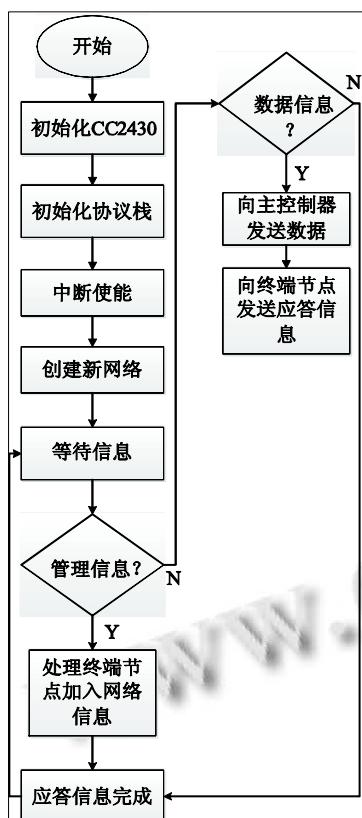 开始
初始化CC2430
初始化协议栈
中断使能
创建新网络
等待信息
管理信息?
N
Y
处理终端节
点加入网络
信息
应答信息完成
数据信息
?
N
Y
向主控制器
发送数据
向终端节点
发送应答信
息
www.